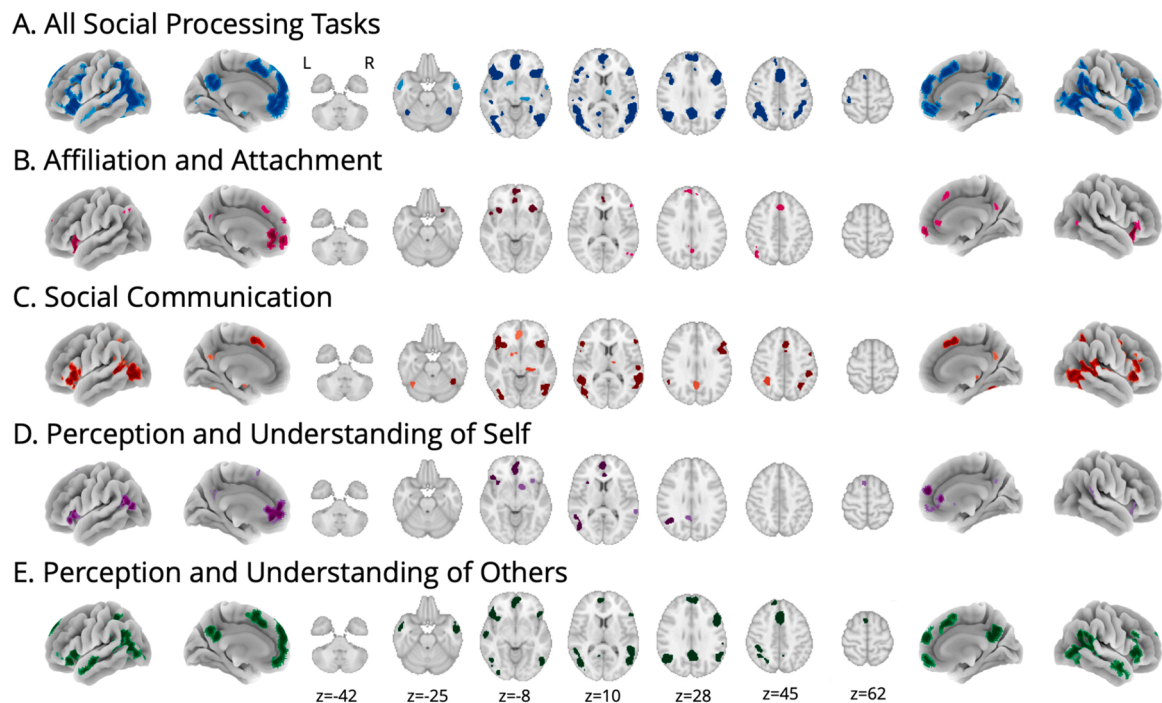 A. All Social Processing Tasks
L R
B. Affiliation and Attachment
C. Social Communication
D. Perception and Understanding of Self
E. Perception and Understanding of Others
z=-42 z=-25 z=-8 z=10 z=28 z=45 z=62